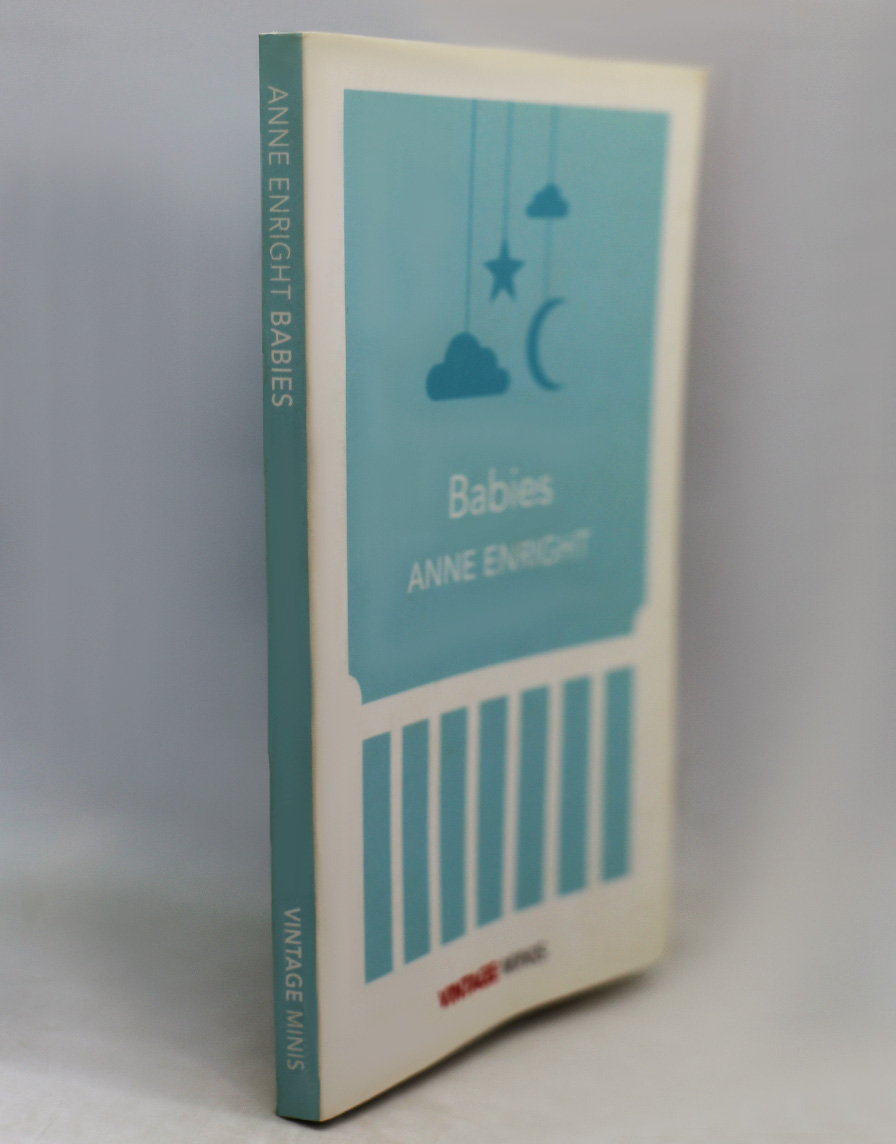 ANNE ENRIGHT BABIES
VINTAGE MINIS
Babies
ANNE ENRIGHT
VINTAGE MINIS